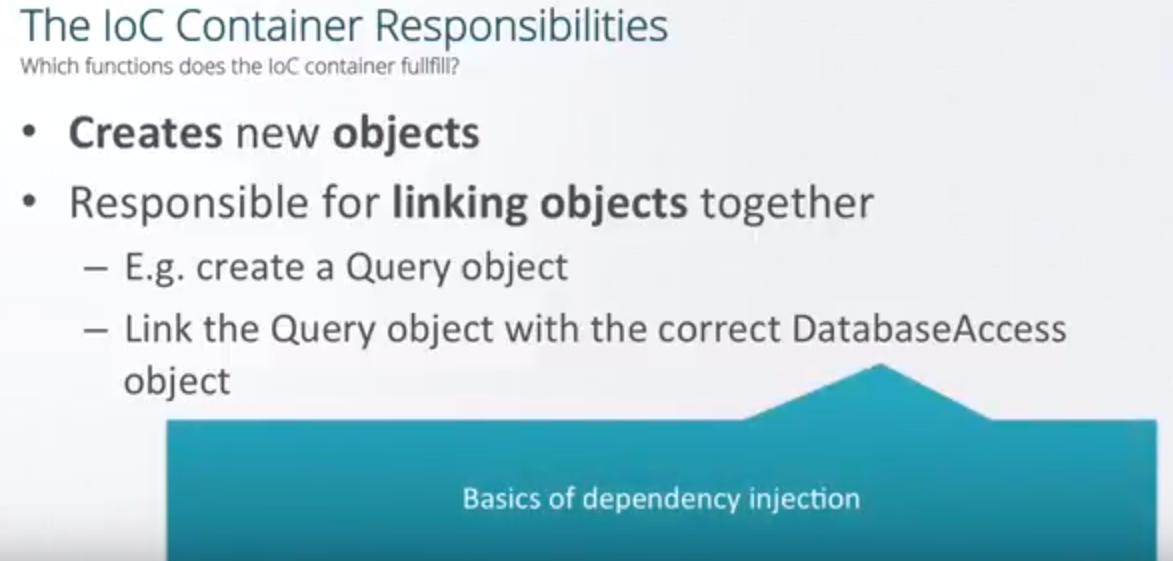 The IoC Container Responsibilities
Which functions does the IoC container fullfill?
• Creates new objects
• Responsible for linking objects together
– E.g. create a Query object
– Link the Query object with the correct DatabaseAccess
object
Basics of dependency injection